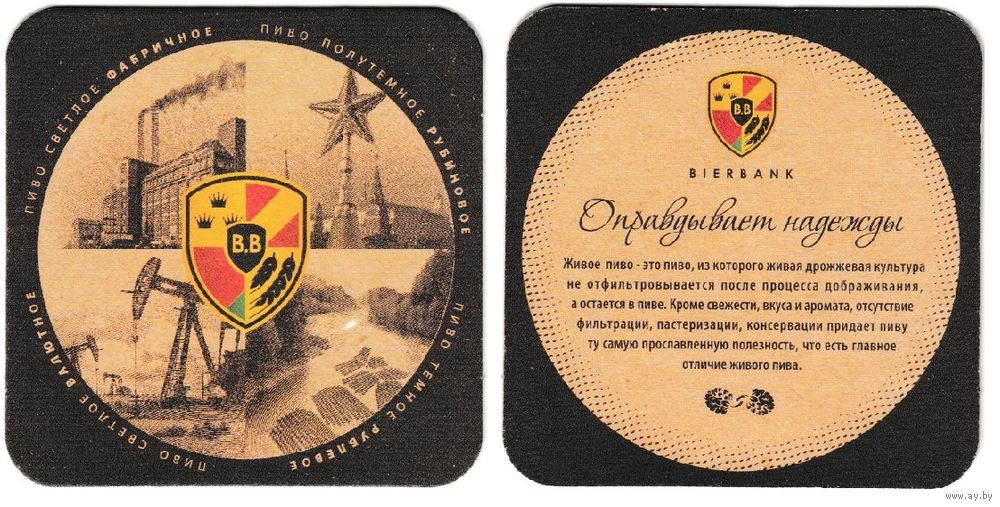 ПИВО СВЕТЛОЕ ФАБРИЧНОЕ
ПИВО ПОЛУТЕМНОЕ РУБИНОВОЕ
ПИВО ТЕМНОЕ РУБЛЕВОЕ
ПИВО СВЕТЛОЕ ВАЛЮТНОЕ
B.B
B.B
BIERBANK
Оправдывает надежды
Живое пиво - это пиво, из которого живая дрожжевая культура
не отфильтровывается после процесса дображивания,
а остается в пиве. Кроме свежести, вкуса и аромата, отсутствие
фильтрации, пастеризации, консервации придает пиву
ту самую прославленную полезность, что есть главное
отличие живого пива.
www.ay.by